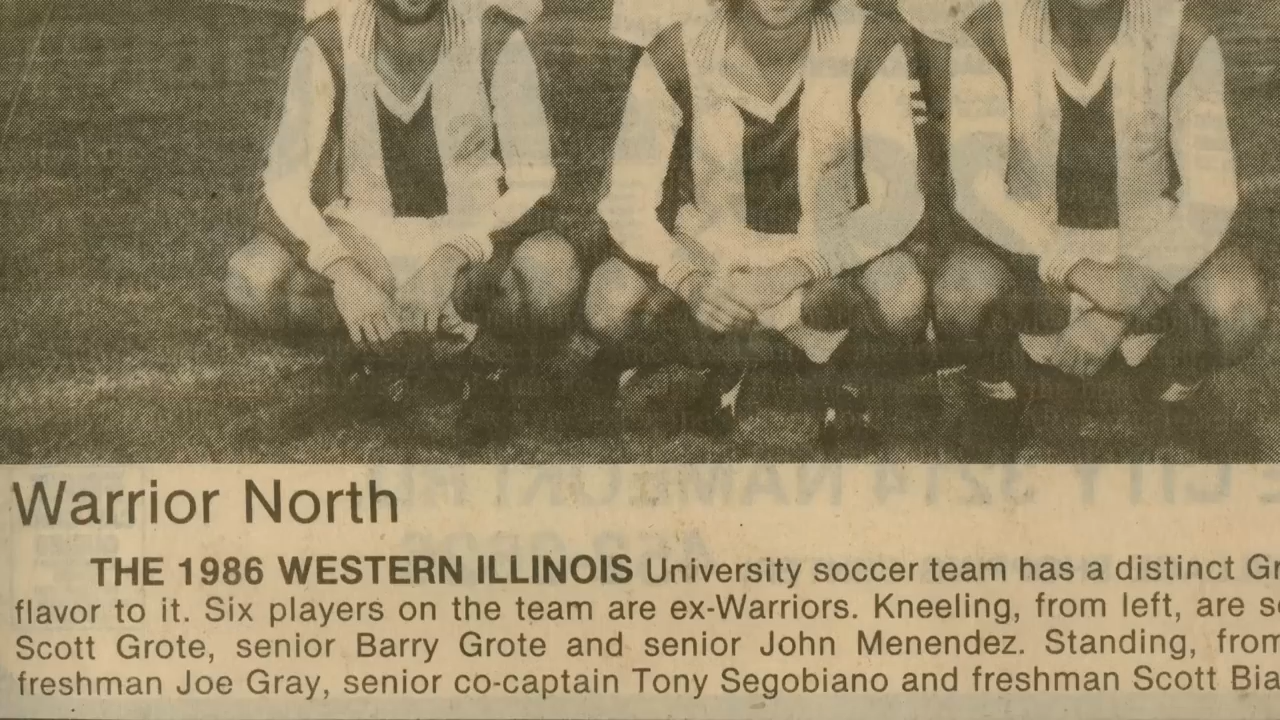 Warrior North
THE 1986 WESTERN ILLINOIS University soccer team has a distinct
flavor to it. Six players on the team are ex-Warriors. Kneeling, from left, are
Scott Grote, senior Barry Grote and senior John Menendez. Standing, from
freshman Joe Gray, senior co-captain Tony Segobiano and freshman Scott